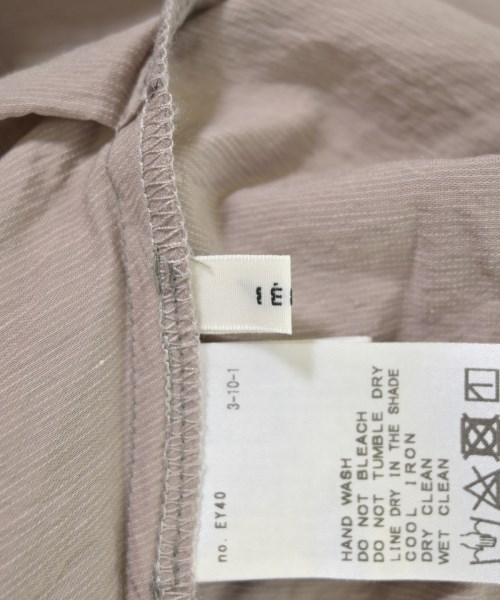 3-10-1
no. EY40
HAND WASH
DO NOT BLEACH
DO NOT TUMBLE DRY
LINE DRY IN THE SHADE
COOL IRON
DRY CLEAN
WET CLEAN